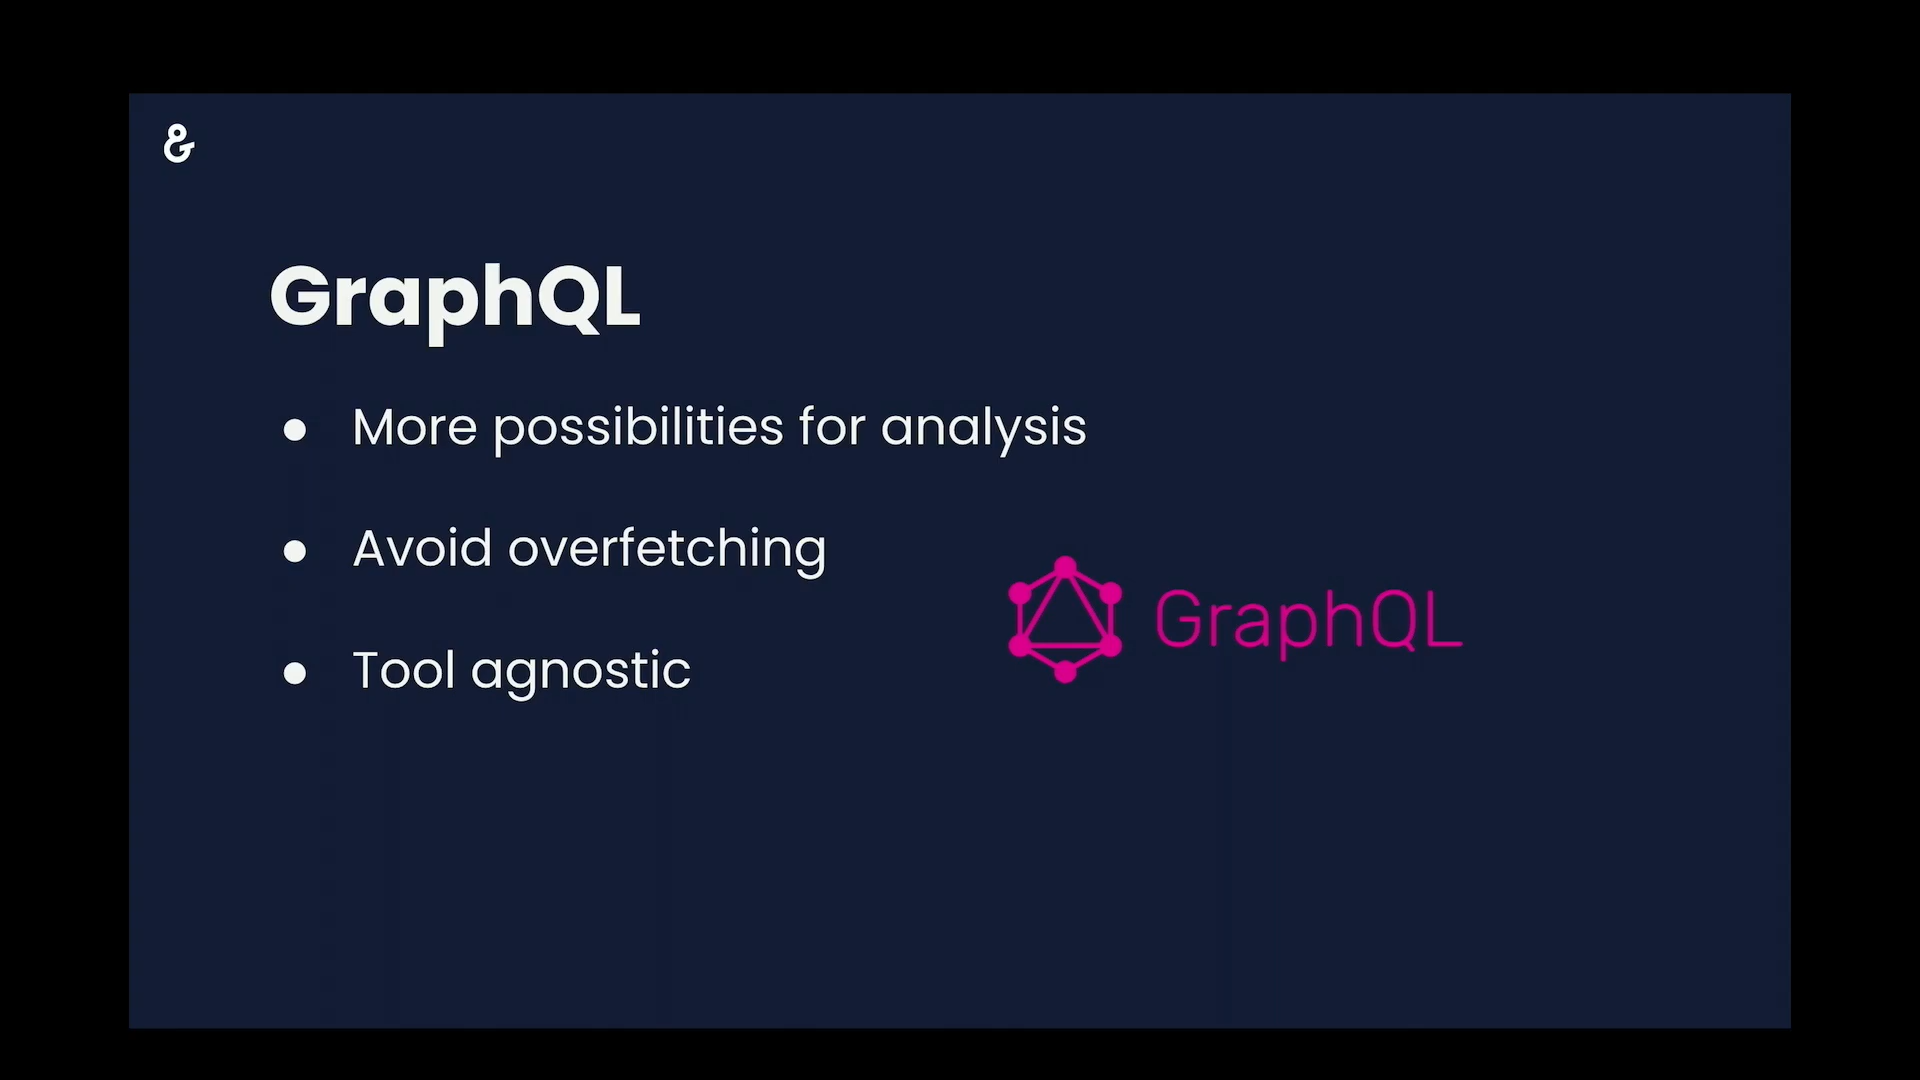 &
GraphQL
● More possibilities for analysis
● Avoid overfetching
● Tool agnostic
GraphQL